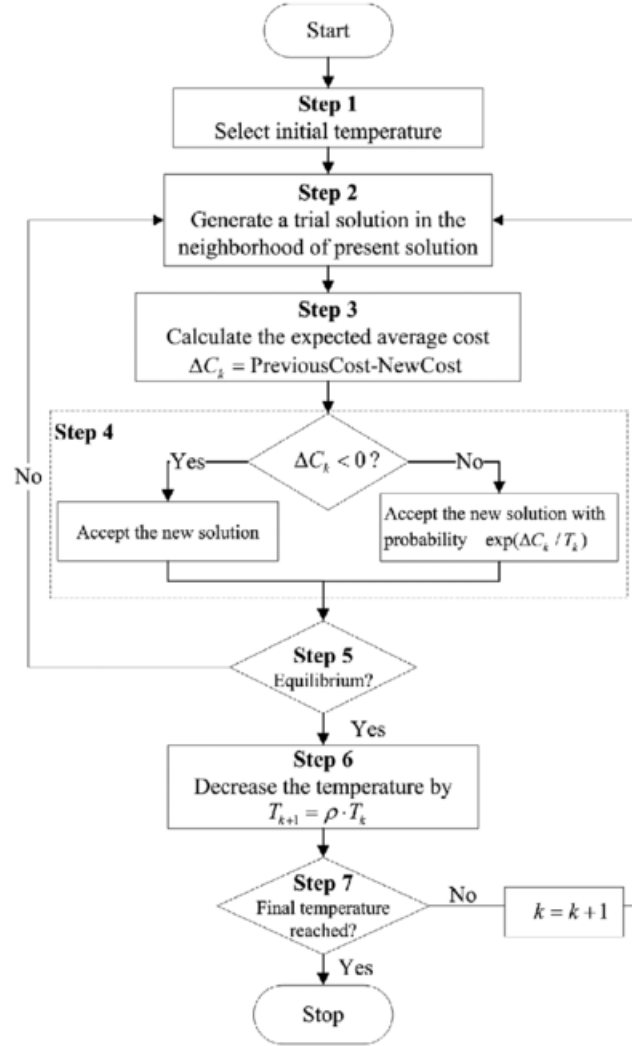 Start
Step 1
Select initial temperature
Step 2
Generate a trial solution in the
neighborhood of present solution
Step 3
Calculate the expected average cost
ΔC_k = PreviousCost-NewCost
Step 4
ΔC_k < 0 ?
Yes
No
Accept the new solution
Accept the new solution with
probability exp(ΔC_k / T_k)
No
Step 5
Equilibrium?
Yes
Step 6
Decrease the temperature by
T_{k+1} = ρ · T_k
Step 7
Final temperature
reached?
No
k = k + 1
Yes
Stop